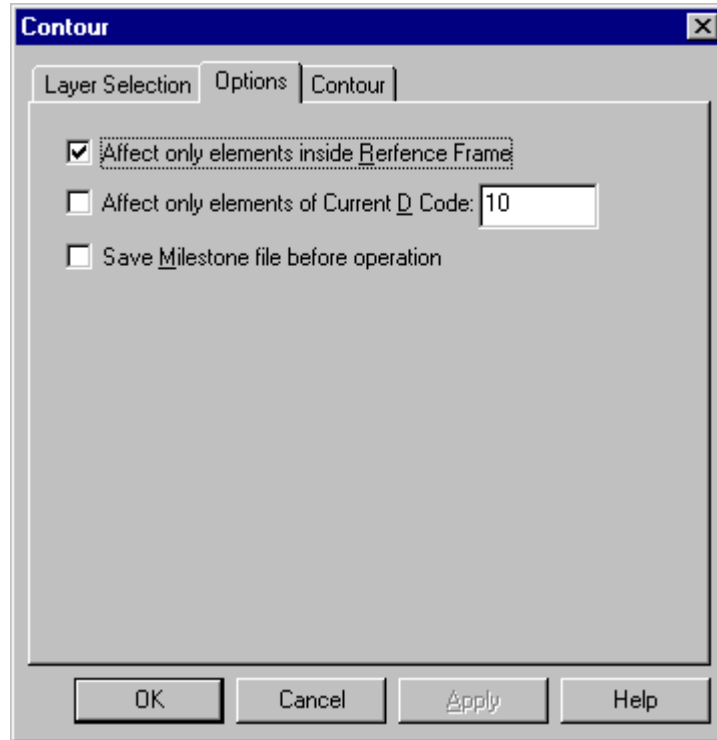 Contour
Layer Selection Options Contour
Affect only elements inside Rerfence Frame
Affect only elements of Current D Code: 10
Save Milestone file before operation
OK Cancel Apply Help